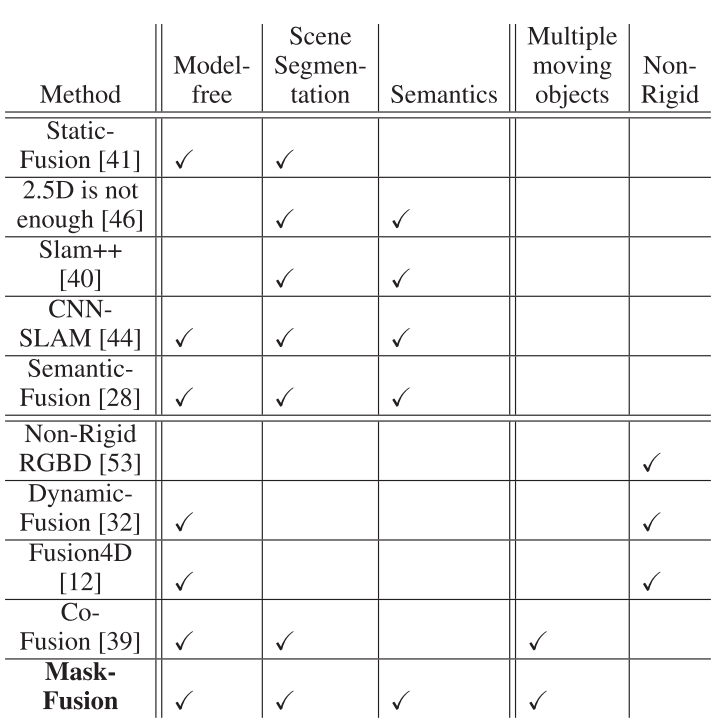 Scene Multiple
Model- Segmen- moving Non-
Method free tation Semantics objects Rigid
Static-
Fusion [41] ✓ ✓
2.5D is not
enough [46] ✓ ✓
Slam++
[40] ✓ ✓
CNN-
SLAM [44] ✓ ✓ ✓
Semantic-
Fusion [28] ✓ ✓ ✓
Non-Rigid
RGBD [53] ✓
Dynamic-
Fusion [32] ✓ ✓
Fusion4D
[12] ✓ ✓
Co-
Fusion [39] ✓ ✓ ✓
Mask-
Fusion ✓ ✓ ✓ ✓